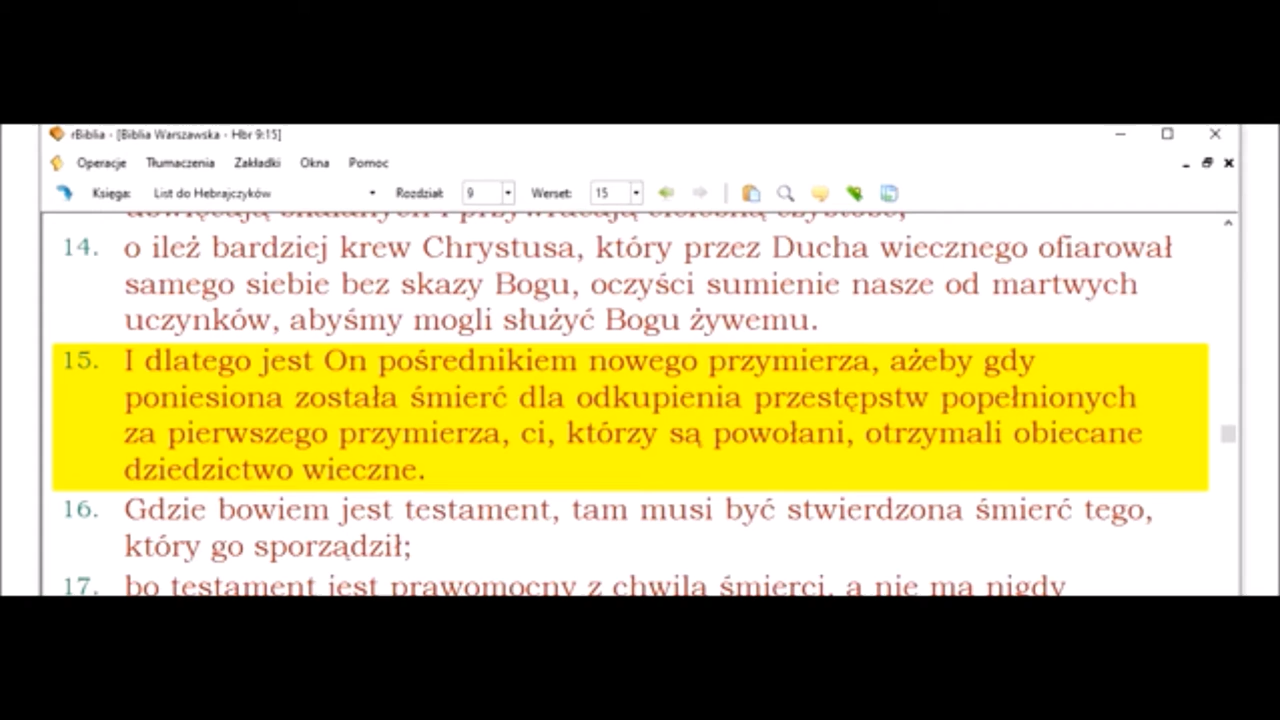 rBiblia - [Biblia Warszawska - Hbr 9:15]
Operacje Tłumaczenia Zakładki Okna Pomoc
Księga: List do Hebrajczyków Rozdział: 9 Werset: 15
14. o ileż bardziej krew Chrystusa, który przez Ducha wiecznego ofiarował
samego siebie bez skazy Bogu, oczyści sumienie nasze od martwych
uczynków, abyśmy mogli służyć Bogu żywemu.
15. I dlatego jest On pośrednikiem nowego przymierza, ażeby gdy
poniesiona została śmierć dla odkupienia przestępstw popełnionych
za pierwszego przymierza, ci, którzy są powołani, otrzymali obiecane
dziedzictwo wieczne.
16. Gdzie bowiem jest testament, tam musi być stwierdzona śmierć tego,
który go sporządził;
17. bo testament jest prawomocny z chwilą śmierci, a nie ma nigdy